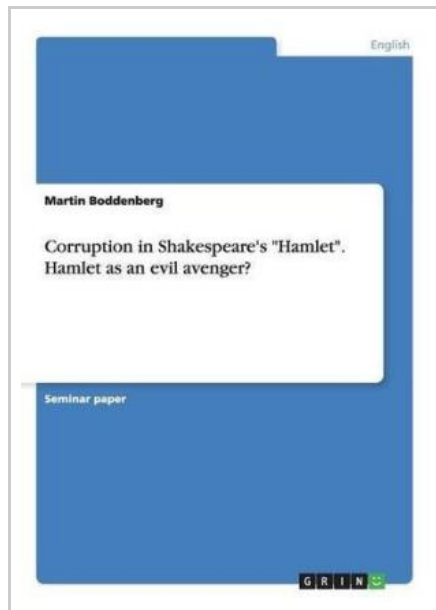 English
Martin Boddenberg
Corruption in Shakespeare's "Hamlet".
Hamlet as an evil avenger?
Seminar paper
GRIN